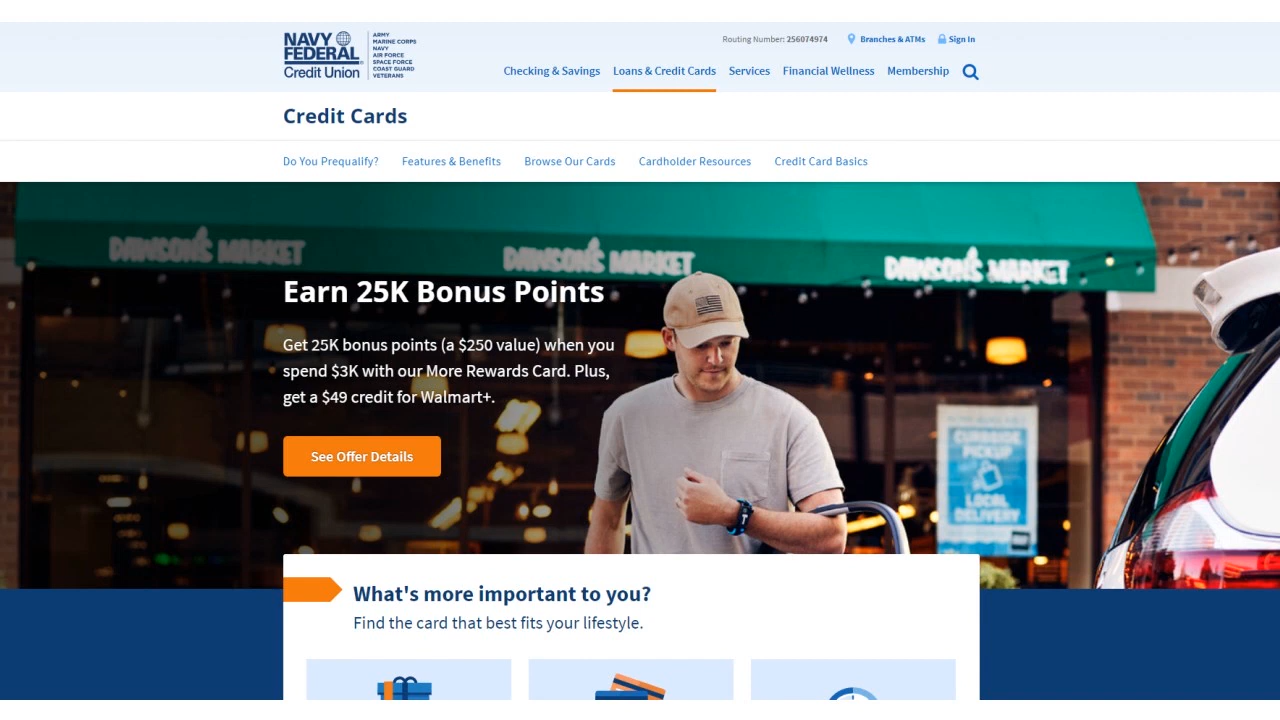 NAVY
FEDERAL
Credit Union
ARMY
MARINE CORPS
NAVY
AIR FORCE
SPACE FORCE
COAST GUARD
VETERANS
Routing Number: 256074974
Branches & ATMs
Sign In
Checking & Savings
Loans & Credit Cards
Services
Financial Wellness
Membership
Credit Cards
Do You Prequalify?
Features & Benefits
Browse Our Cards
Cardholder Resources
Credit Card Basics
DAWSON'S MARKET
DAWSON'S MARKET
DAWSON'S MARKET
Earn 25K Bonus Points
Get 25K bonus points (a $250 value) when you
spend $3K with our More Rewards Card. Plus,
get a $49 credit for Walmart+.
See Offer Details
CURBSIDE
PICKUP
LOCAL
DELIVERY
What's more important to you?
Find the card that best fits your lifestyle.